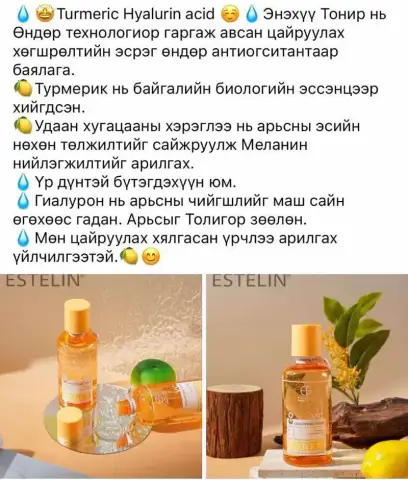 💧🤩Turmeric Hyalurin acid ☺️💧Энэхүү Тонир нь
Өндөр технологиор гаргаж авсан цайруулах
хөгшрөлтийн эсрэг өндөр антиогситантаар
баялага.
🍋Турмерик нь байгалийн биологийн эссэнцээр
хийгдсэн.
🍋Удаан хугацааны хэрэглээ нь арьсны эсийн
нөхөн төлжилтийг сайжруулж Меланин
нийлэгжилтийг арилгах.
💧 Үр дүнтэй бүтэгдэхүүн юм.
💧 Гиалурон нь арьсны чийгшлийг маш сайн
өгөхөөс гадан. Арьсыг Толигор зөөлөн.
💧 Мөн цайруулах хялгасан үрчлээ арилгах
үйлчилгээтэй.🍋😊
ESTELIN®
ESTELIN®